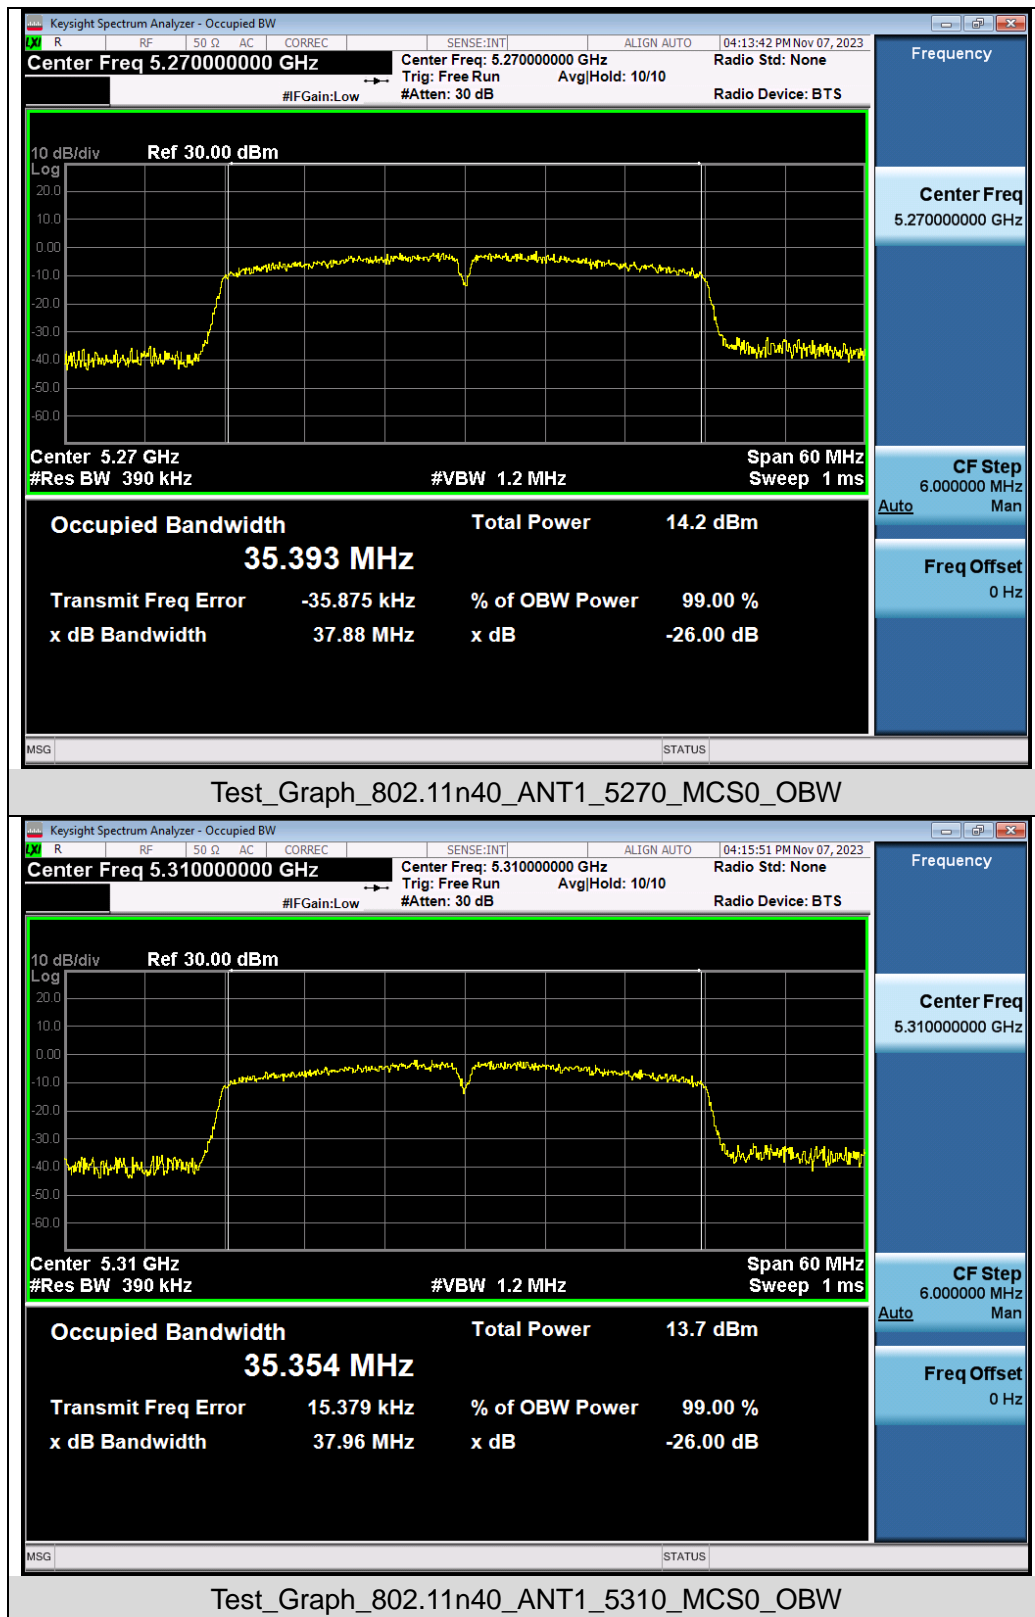 Keysight Spectrum Analyzer - Occupied BW
LXI R RF 50 Ω AC CORREC SENSE:INT ALIGN AUTO 04:13:42 PM Nov 07, 2023
Center Freq 5.270000000 GHz
Center Freq: 5.270000000 GHz
Radio Std: None
Trig: Free Run Avg|Hold: 10/10
#IFGain:Low
#Atten: 30 dB
Radio Device: BTS
Frequency
10 dB/div Ref 30.00 dBm
Log
20.0
10.0
0.00
-10.0
-20.0
-30.0
-40.0
-50.0
-60.0
Center 5.27 GHz
Span 60 MHz
#Res BW 390 kHz
#VBW 1.2 MHz
Sweep 1 ms
Center Freq
5.270000000 GHz
CF Step
6.000000 MHz
Auto Man
Freq Offset
0 Hz
Occupied Bandwidth
Total Power 14.2 dBm
35.393 MHz
Transmit Freq Error -35.875 kHz
% of OBW Power 99.00 %
x dB Bandwidth 37.88 MHz
x dB -26.00 dB
MSG STATUS
Test_Graph_802.11n40_ANT1_5270_MCS0_OBW
Keysight Spectrum Analyzer - Occupied BW
LXI R RF 50 Ω AC CORREC SENSE:INT ALIGN AUTO 04:15:51 PM Nov 07, 2023
Center Freq 5.310000000 GHz
Center Freq: 5.310000000 GHz
Radio Std: None
Trig: Free Run Avg|Hold: 10/10
#IFGain:Low
#Atten: 30 dB
Radio Device: BTS
Frequency
10 dB/div Ref 30.00 dBm
Log
20.0
10.0
0.00
-10.0
-20.0
-30.0
-40.0
-50.0
-60.0
Center 5.31 GHz
Span 60 MHz
#Res BW 390 kHz
#VBW 1.2 MHz
Sweep 1 ms
Center Freq
5.310000000 GHz
CF Step
6.000000 MHz
Auto Man
Freq Offset
0 Hz
Occupied Bandwidth
Total Power 13.7 dBm
35.354 MHz
Transmit Freq Error 15.379 kHz
% of OBW Power 99.00 %
x dB Bandwidth 37.96 MHz
x dB -26.00 dB
MSG STATUS
Test_Graph_802.11n40_ANT1_5310_MCS0_OBW